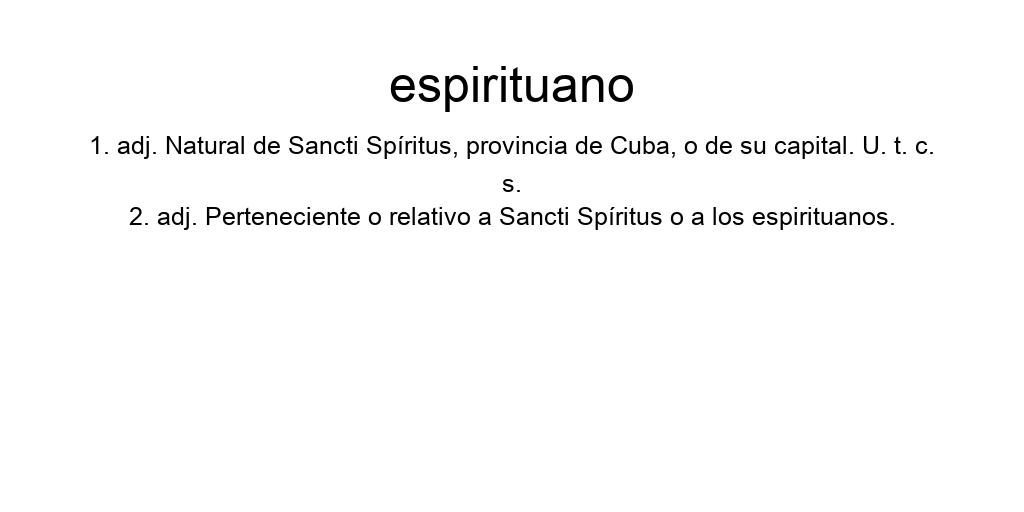 espirituano
1. adj. Natural de Sancti Spíritus, provincia de Cuba, o de su capital. U. t. c.
s.
2. adj. Perteneciente o relativo a Sancti Spíritus o a los espirituanos.